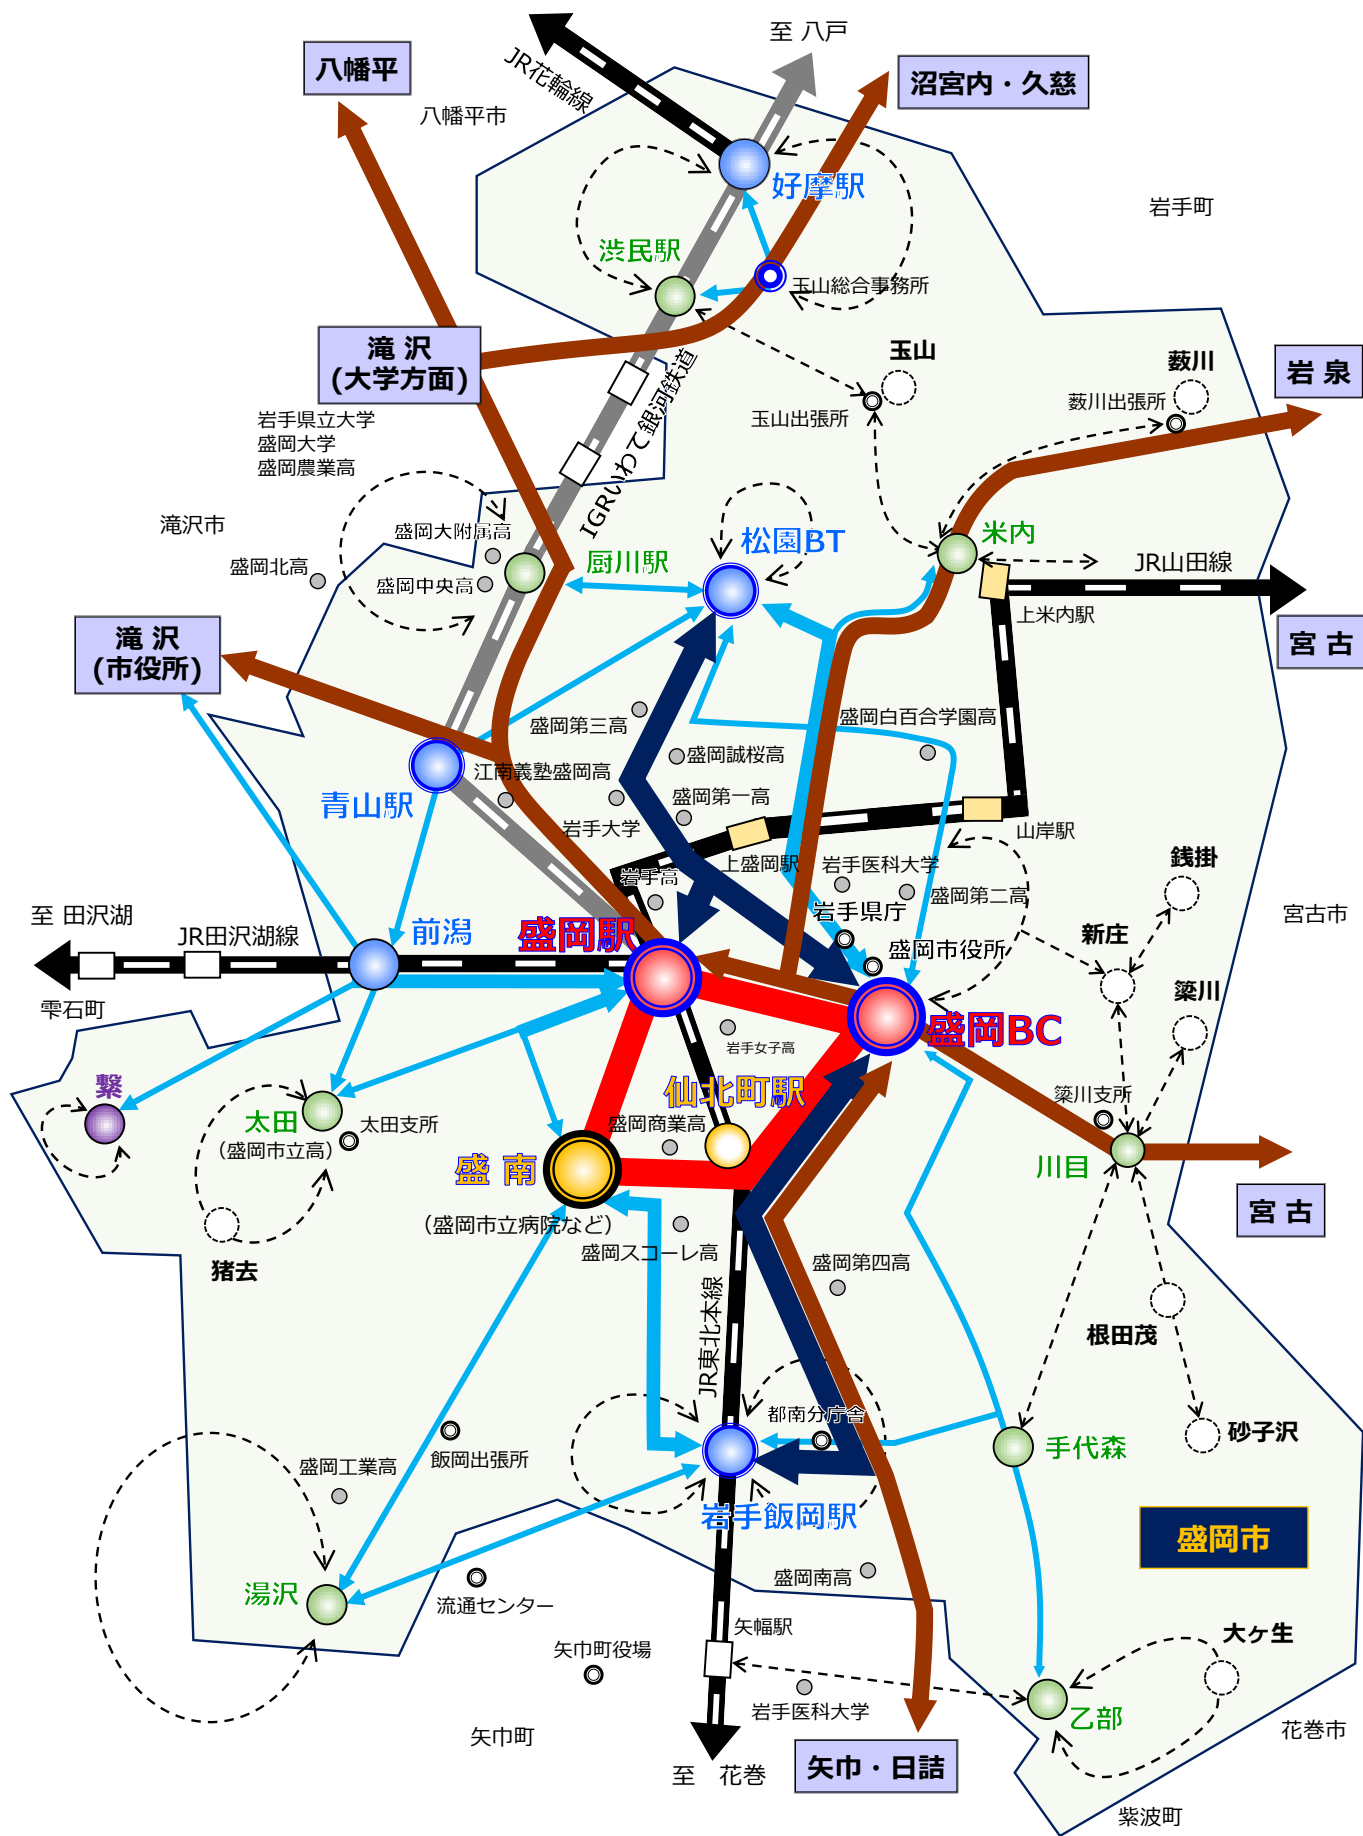 至 八戸
八幡平
JR花輪線
沼宮内・久慈
八幡平市
好摩駅
岩手町
渋民駅
玉山総合事務所
滝 沢
(大学方面)
玉山
薮川
岩 泉
岩手県立大学
盛岡大学
盛岡農業高
IGRいわて銀河鉄道
玉山出張所
薮川出張所
滝沢市
盛岡大附属高
松園BT
米内
盛岡北高
盛岡中央高
厨川駅
JR山田線
上米内駅
滝 沢
(市役所)
宮 古
盛岡第三高
盛岡白百合学園高
盛岡誠桜高
江南義塾盛岡高
青山駅
盛岡第一高
岩手大学
山岸駅
上盛岡駅
岩手医科大学
銭掛
岩手高
盛岡第二高
至 田沢湖
JR田沢湖線
前潟
盛岡駅
岩手県庁
新庄
宮古市
盛岡市役所
簗川
雫石町
盛岡BC
岩手女子高
繋
太田
(盛岡市立高)
太田支所
仙北町駅
簗川支所
盛岡商業高
盛 南
川目
(盛岡市立病院など)
宮 古
盛岡スコーレ高
盛岡第四高
猪去
JR東北本線
根田茂
都南分庁舎
砂子沢
手代森
飯岡出張所
盛岡工業高
岩手飯岡駅
盛岡市
湯沢
盛岡南高
流通センター
矢幅駅
大ヶ生
矢巾町役場
岩手医科大学
乙部
矢巾町
花巻市
至 花巻
矢巾・日詰
紫波町